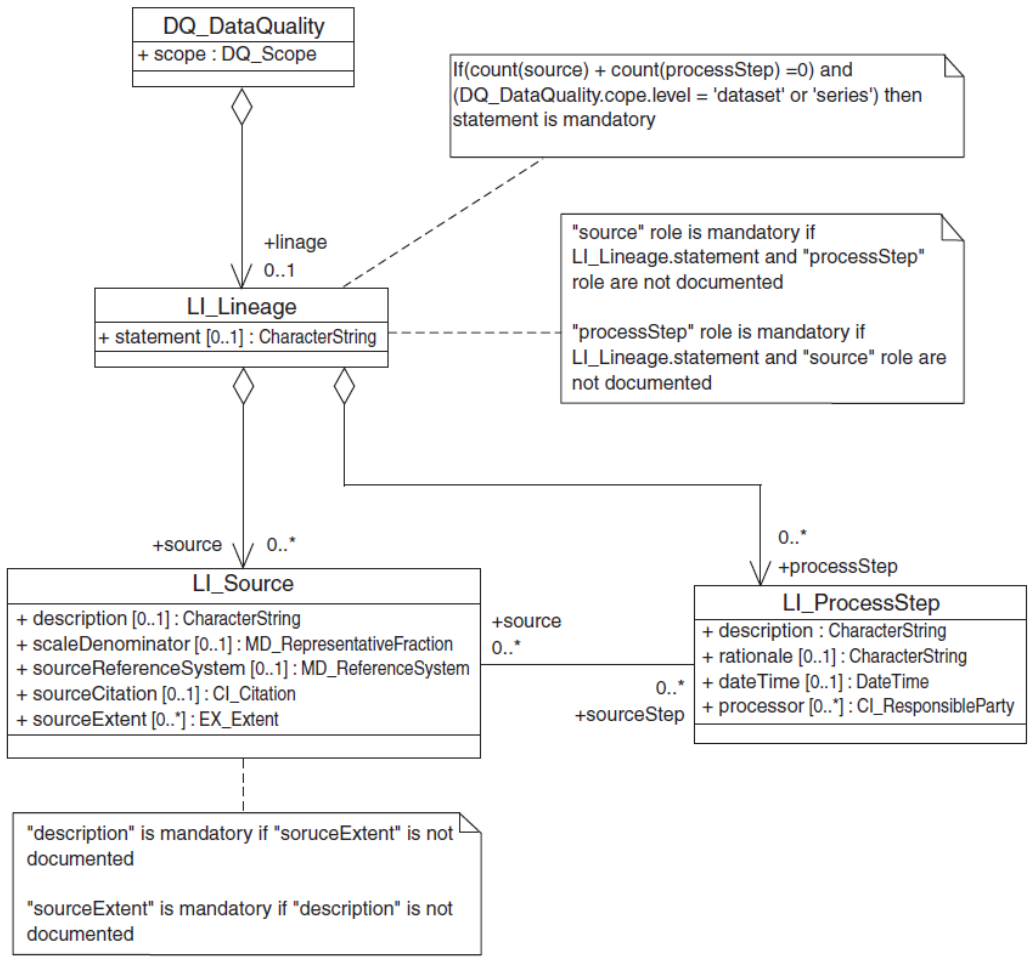 DQ_DataQuality
+ scope : DQ_Scope
If(count(source) + count(processStep) =0) and
(DQ_DataQuality.cope.level = 'dataset' or 'series') then
statement is mandatory
+linage
0..1
"source" role is mandatory if
LI_Lineage.statement and "processStep"
role are not documented
"processStep" role is mandatory if
LI_Lineage.statement and "source" role are
not documented
LI_Lineage
+ statement [0..1] : CharacterString
+source
0..*
0..*
+processStep
LI_Source
+ description [0..1] : CharacterString
+ scaleDenominator [0..1] : MD_RepresentativeFraction
+ sourceReferenceSystem [0..1] : MD_ReferenceSystem
+ sourceCitation [0..1] : CI_Citation
+ sourceExtent [0..*] : EX_Extent
+source
0..*
0..*
+sourceStep
LI_ProcessStep
+ description : CharacterString
+ rationale [0..1] : CharacterString
+ dateTime [0..1] : DateTime
+ processor [0..*] : CI_ResponsibleParty
"description" is mandatory if "soruceExtent" is not
documented
"sourceExtent" is mandatory if "description" is not
documented